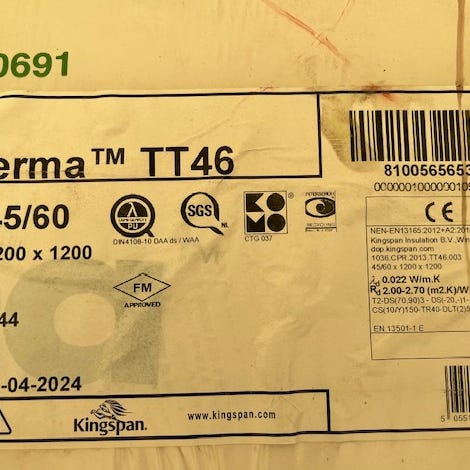 0691
erma™ TT46
5/60
200 x 1200
SGS
NL
DIN4108-10 DAA ds / WAA
KOMO
CTG 037
FM
APPROVED
44
-04-2024
Kingspan.
www.kingspan.com
8100565653
CE
NEN-EN13165:2012+A2:201
Kingspan Insulation B.V.,
dop.kingspan.com
1036.CPR.2013.TT46.003
45/60 x 1200 x 1200
λd 0.022 W/m.K
Rd 2.00-2.70 (m2.K)/W
T2-DS(70,90)3 - DS(-20,-)1-
CS(10/Y)150-TR40-DLT(2)5
EN 13501-1 E
5 055